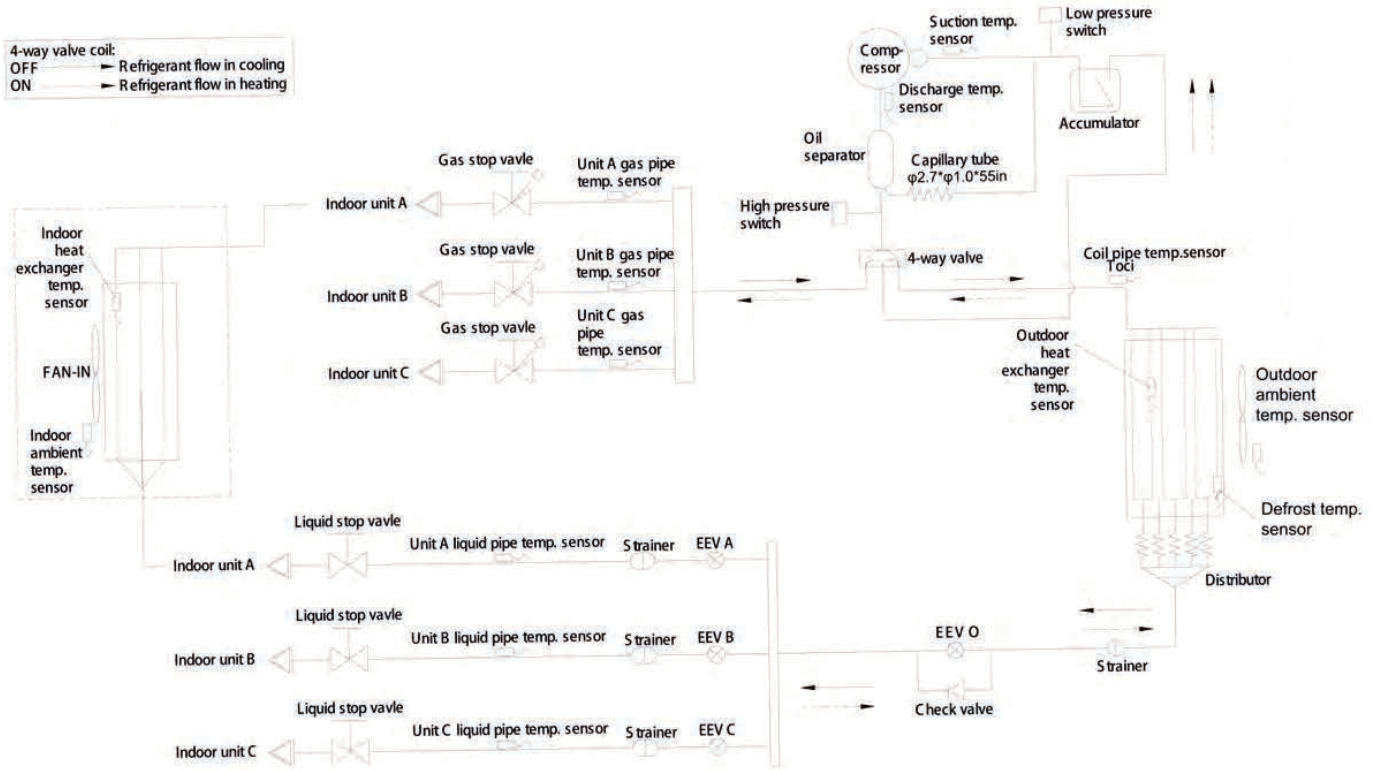 4-way valve coil:
OFF Refrigerant flow in cooling
ON Refrigerant flow in heating
Suction temp.
sensor
Low pressure
switch
Comp-
ressor
Discharge temp.
sensor
Accumulator
Oil
separator
Capillary tube
φ2.7*φ1.0*55in
High pressure
switch
4-way valve
Coil pipe temp.sensor
Toci
Gas stop vavle
Unit A gas pipe
temp. sensor
Indoor unit A
Gas stop vavle
Unit B gas pipe
temp. sensor
Indoor unit B
Gas stop vavle
Unit C gas
pipe
temp. sensor
Indoor unit C
Indoor
heat
exchanger
temp.
sensor
FAN-IN
Indoor
ambient
temp.
sensor
Outdoor
heat
exchanger
temp.
sensor
Outdoor
ambient
temp. sensor
Defrost temp.
sensor
Distributor
Liquid stop vavle
Unit A liquid pipe temp. sensor
Strainer
EEV A
Indoor unit A
Liquid stop vavle
Unit B liquid pipe temp. sensor
Strainer
EEV B
Indoor unit B
EEV O
Strainer
Check valve
Liquid stop vavle
Unit C liquid pipe temp. sensor
Strainer
EEV C
Indoor unit C